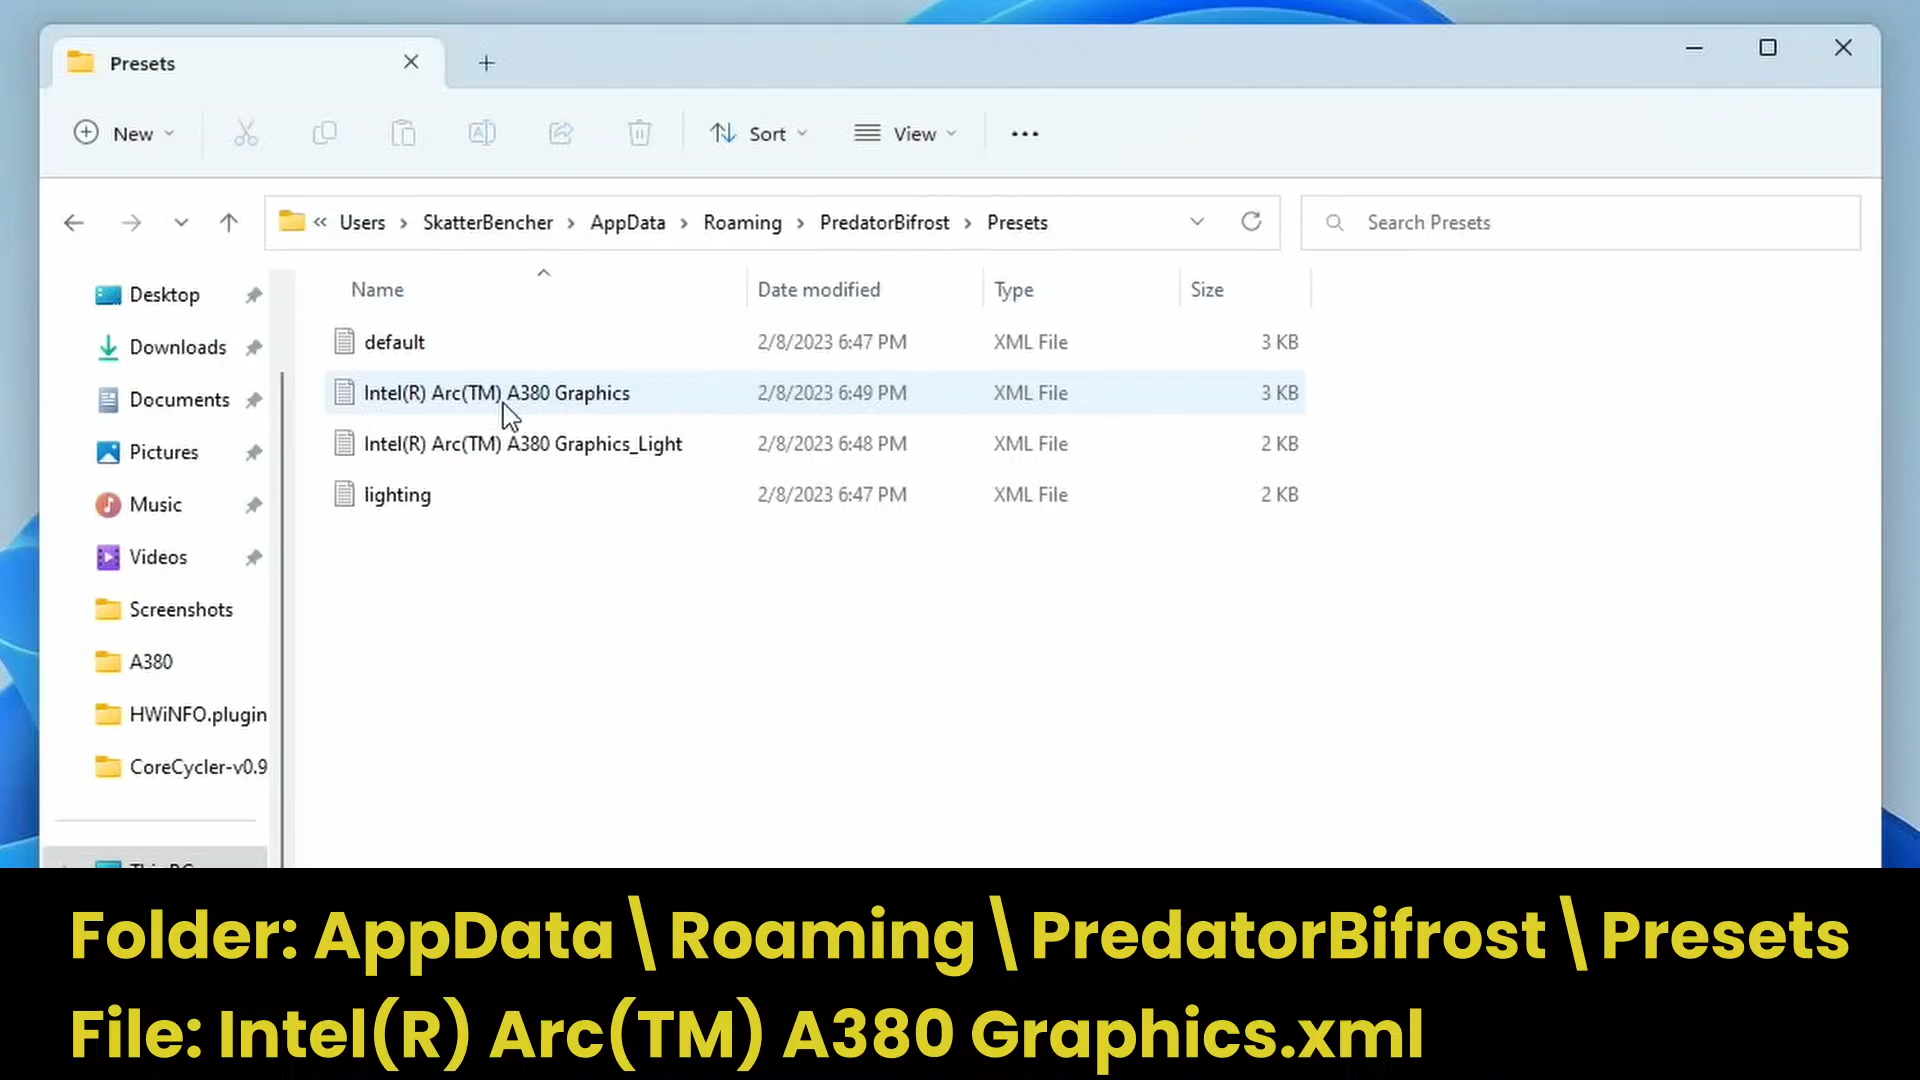 Presets
New
Sort
View
« Users > SkatterBencher > AppData > Roaming > PredatorBifrost > Presets
Search Presets
Desktop
Downloads
Documents
Pictures
Music
Videos
Screenshots
A380
HWiNFO.plugin
CoreCycler-v0.9
Name Date modified Type Size
default 2/8/2023 6:47 PM XML File 3 KB
Intel(R) Arc(TM) A380 Graphics 2/8/2023 6:49 PM XML File 3 KB
Intel(R) Arc(TM) A380 Graphics_Light 2/8/2023 6:48 PM XML File 2 KB
lighting 2/8/2023 6:47 PM XML File 2 KB
Folder: AppData\Roaming\PredatorBifrost\Presets
File: Intel(R) Arc(TM) A380 Graphics.xml